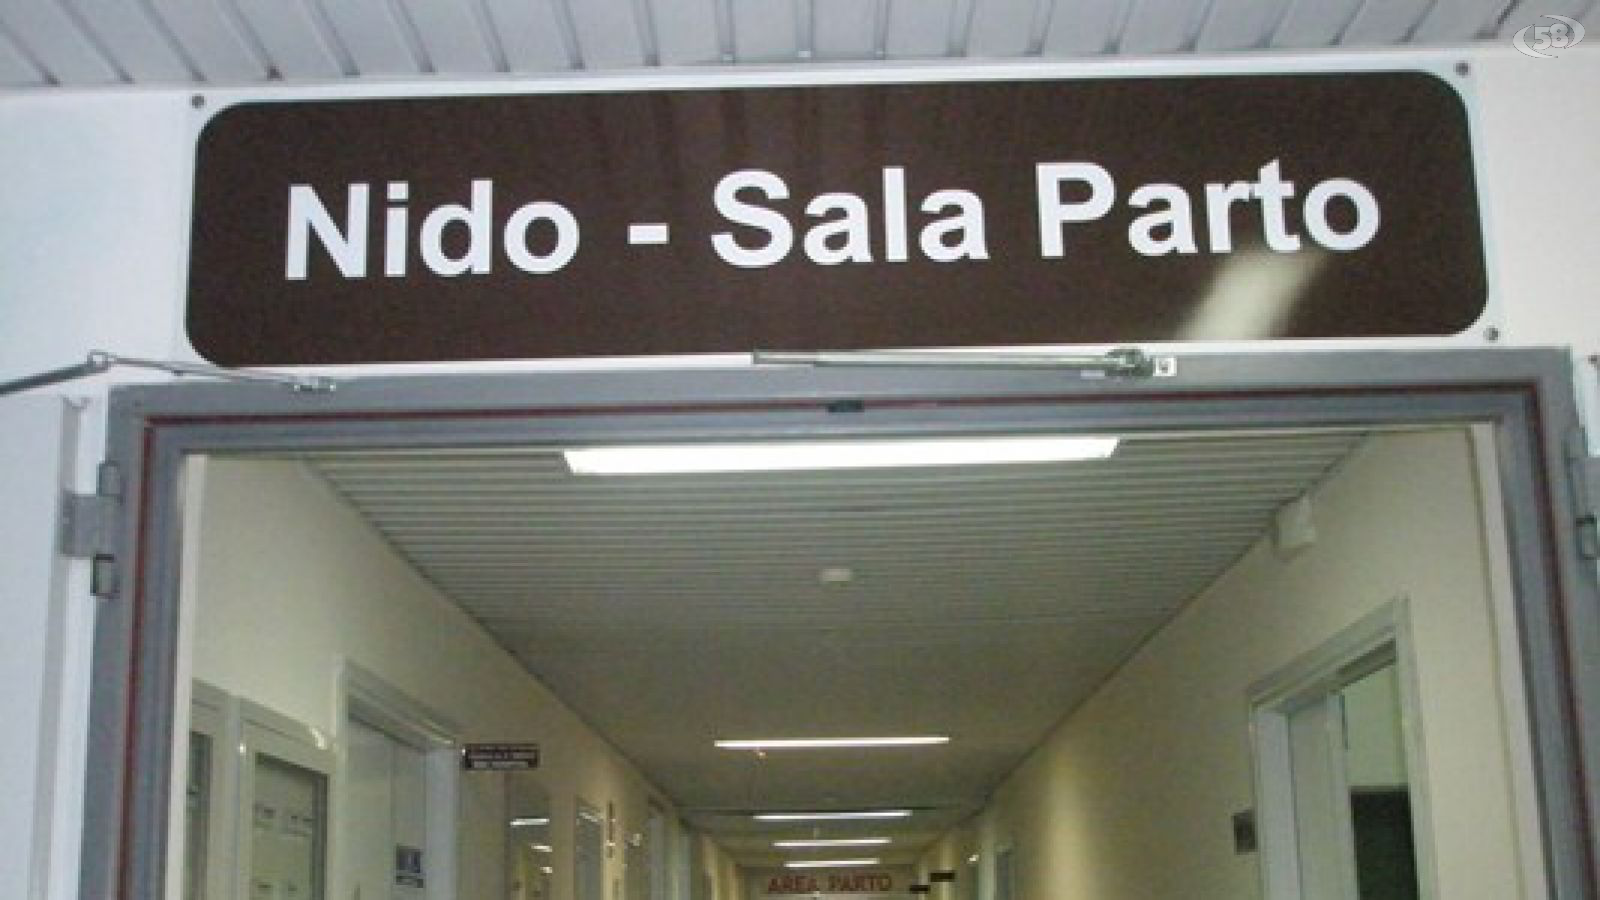 58
Nido - Sala Parto
AREA PARTO